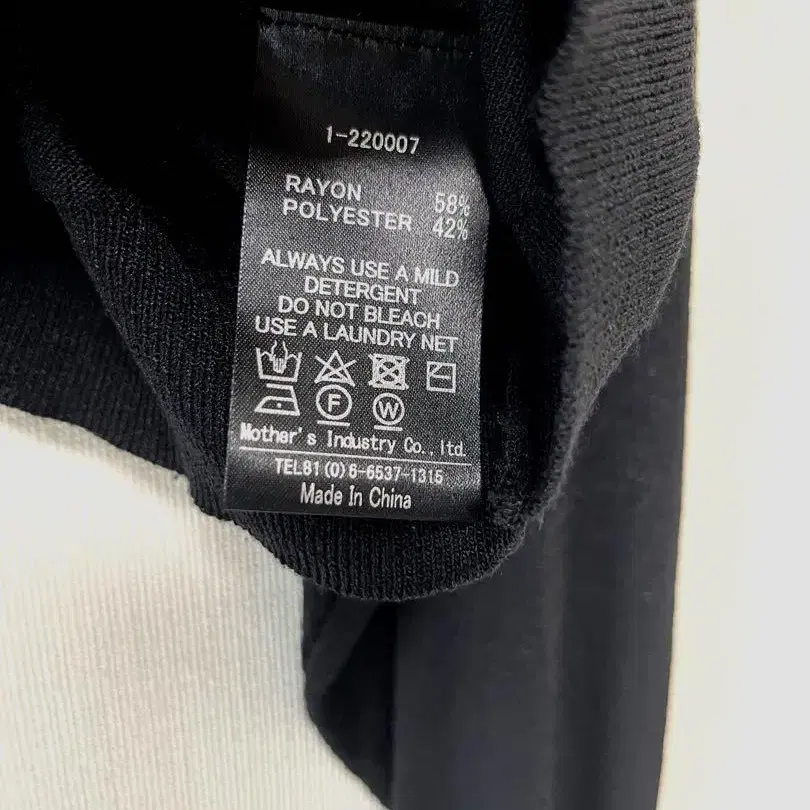 1-220007
RAYON 58%
POLYESTER 42%
ALWAYS USE A MILD
DETERGENT
DO NOT BLEACH
USE A LAUNDRY NET
F W
Mother's Industry Co., ltd.
TEL81(0)6-6537-1315
Made In China